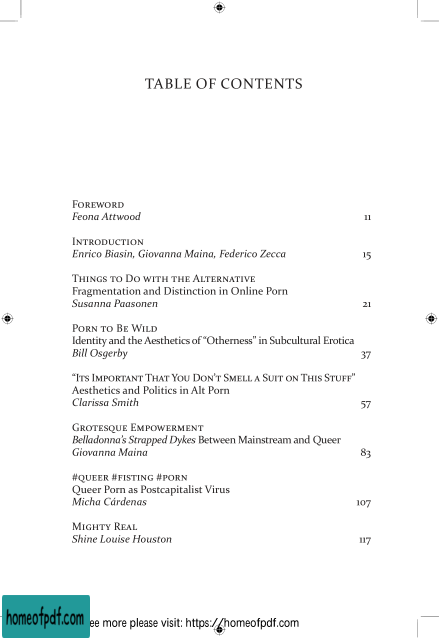 TABLE OF CONTENTS
Foreword
Feona Attwood 11
Introduction
Enrico Biasin, Giovanna Maina, Federico Zecca 15
Things to Do with the Alternative
Fragmentation and Distinction in Online Porn
Susanna Paasonen 21
Porn to Be Wild
Identity and the Aesthetics of “Otherness” in Subcultural Erotica
Bill Osgerby 37
“Its Important That You Don’t Smell a Suit on This Stuff”
Aesthetics and Politics in Alt Porn
Clarissa Smith 57
Grotesque Empowerment
Belladonna’s Strapped Dykes Between Mainstream and Queer
Giovanna Maina 83
#queer #fisting #porn
Queer Porn as Postcapitalist Virus
Micha Cárdenas 107
Mighty Real
Shine Louise Houston 117
homeofpdf.com ee more please visit: https://homeofpdf.com